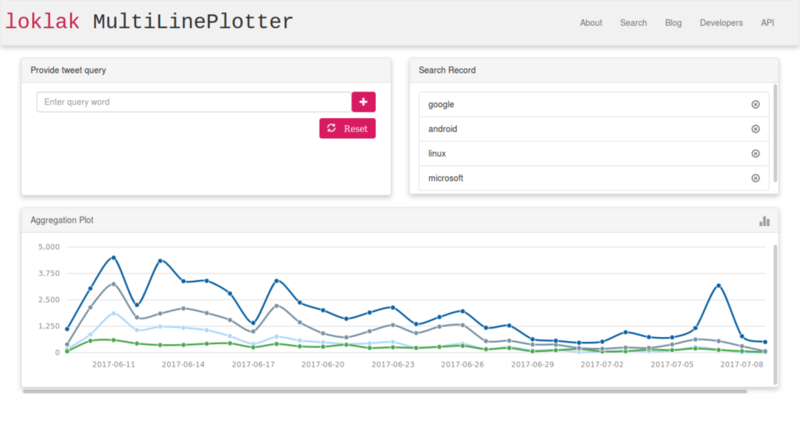 loklak MultiLinePlotter
About Search Blog Developers API
Provide tweet query
Enter query word
Reset
Search Record
google
android
linux
microsoft
Aggregation Plot
5,000
3,750
2,500
1,250
0
2017-06-11 2017-06-14 2017-06-17 2017-06-20 2017-06-23 2017-06-26 2017-06-29 2017-07-02 2017-07-05 2017-07-08